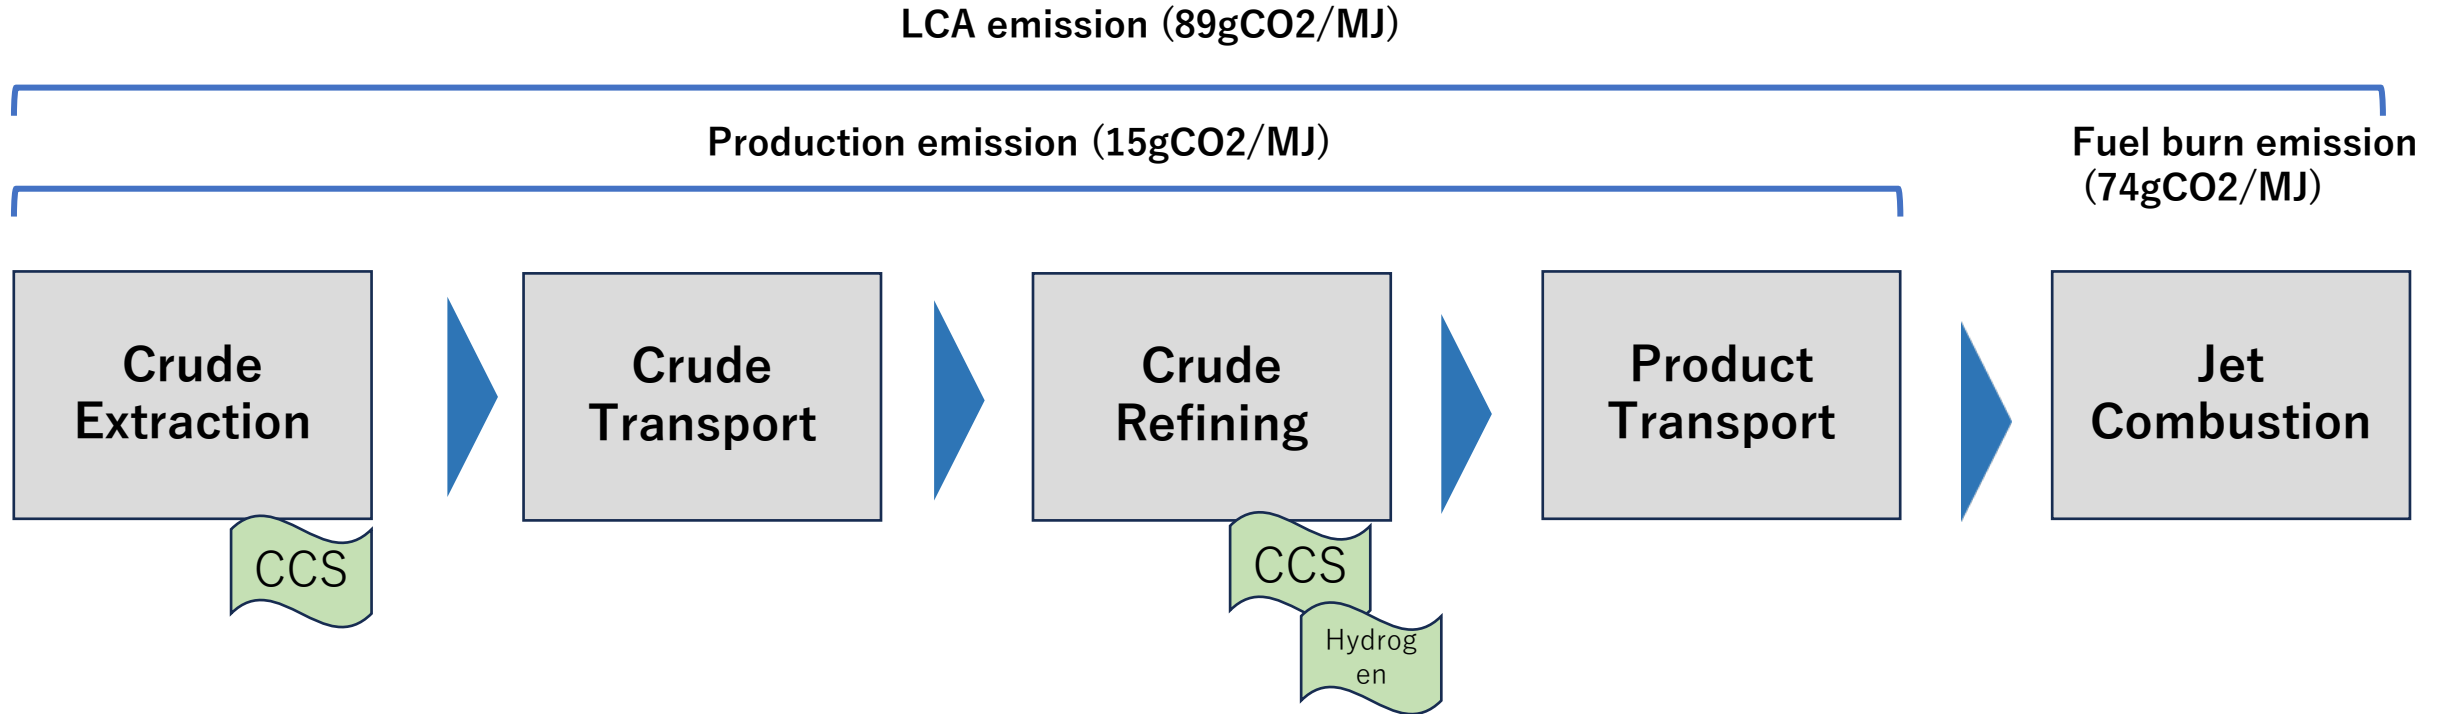 LCA emission (89gCO2/MJ)
Production emission (15gCO2/MJ)
Fuel burn emission
(74gCO2/MJ)
Crude
Extraction
Crude
Transport
Crude
Refining
Product
Transport
Jet
Combustion
CCS
CCS
Hydrog
en